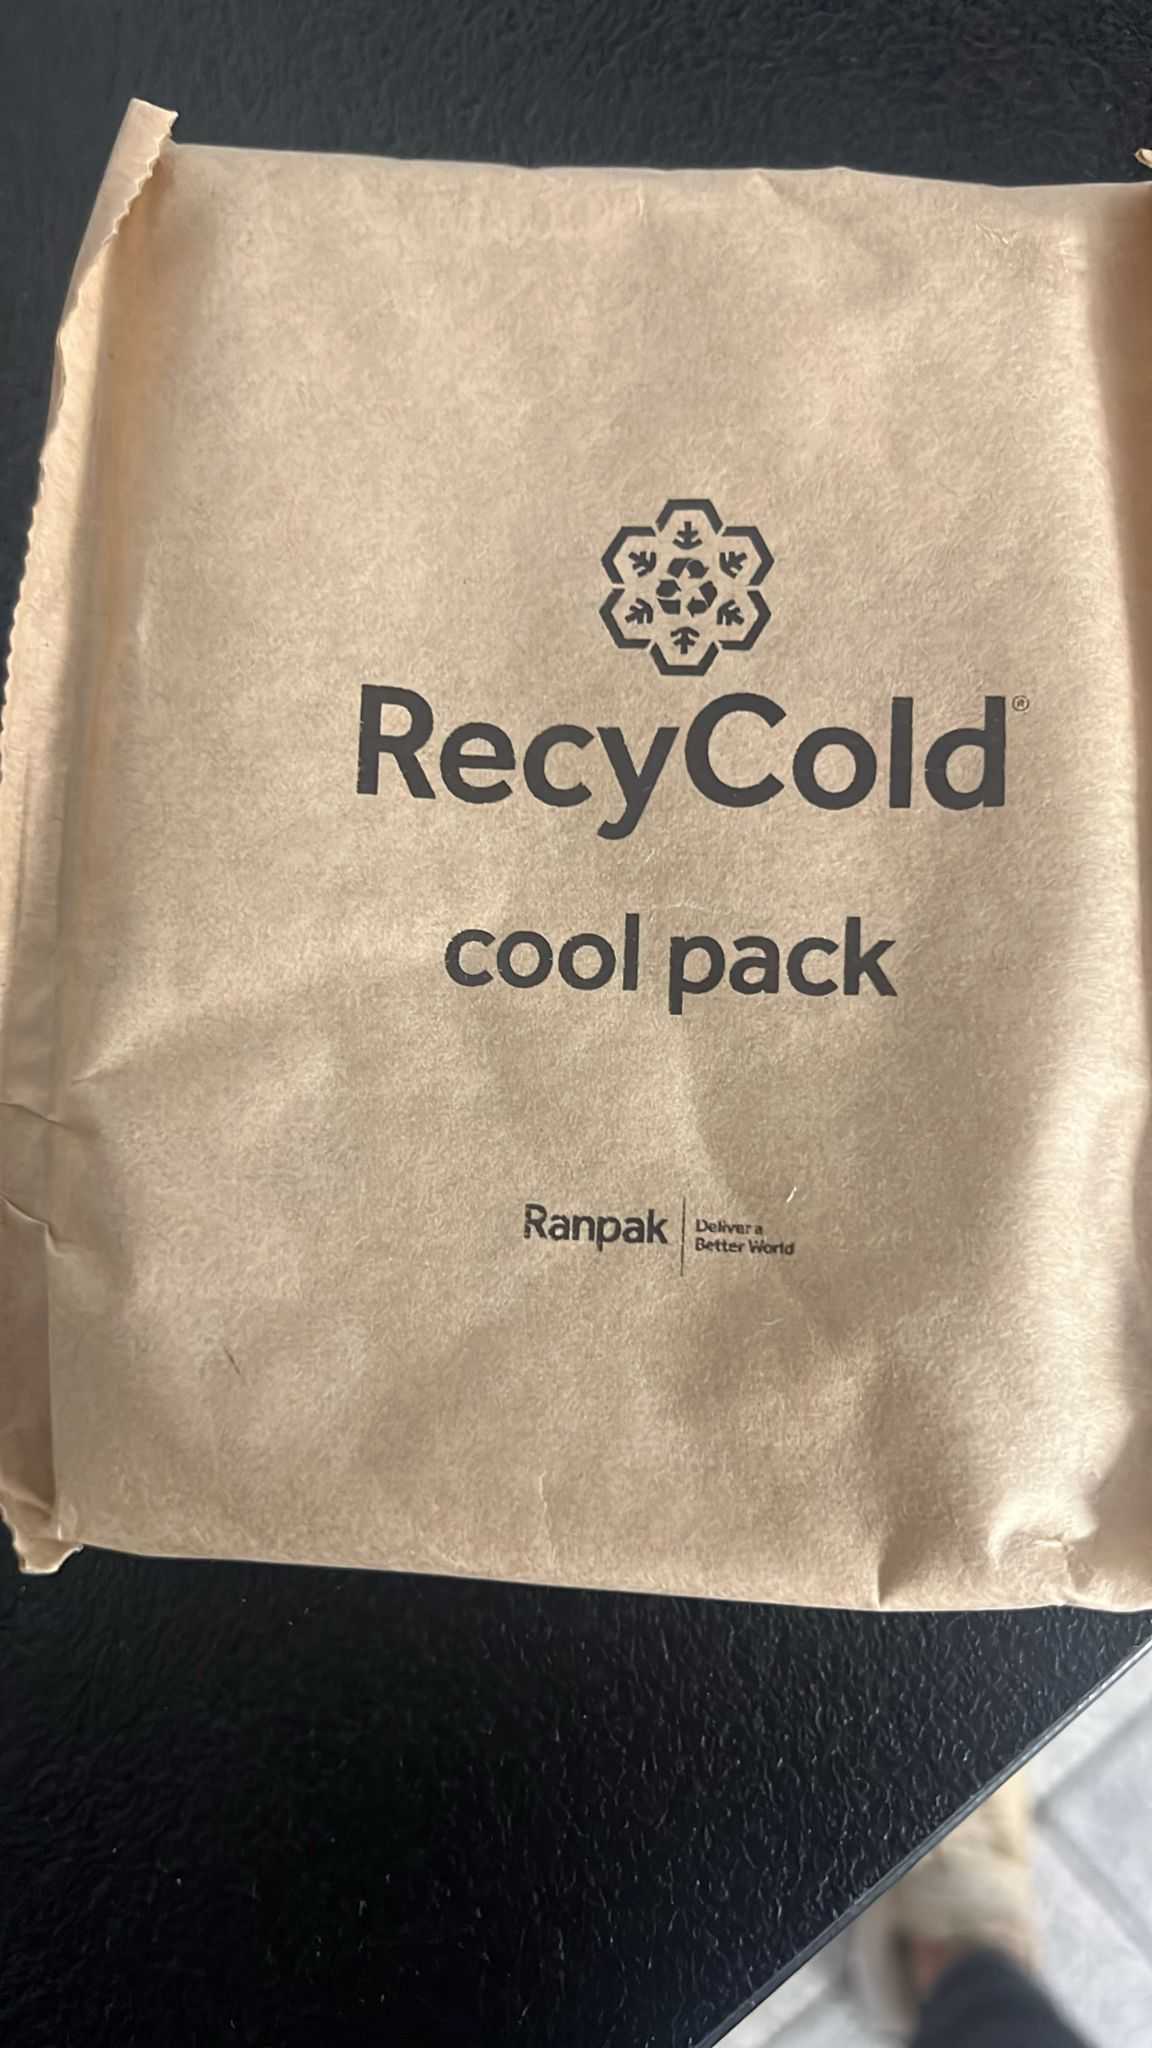 RecyCold®
cool pack
Ranpak
Deliver a
Better World